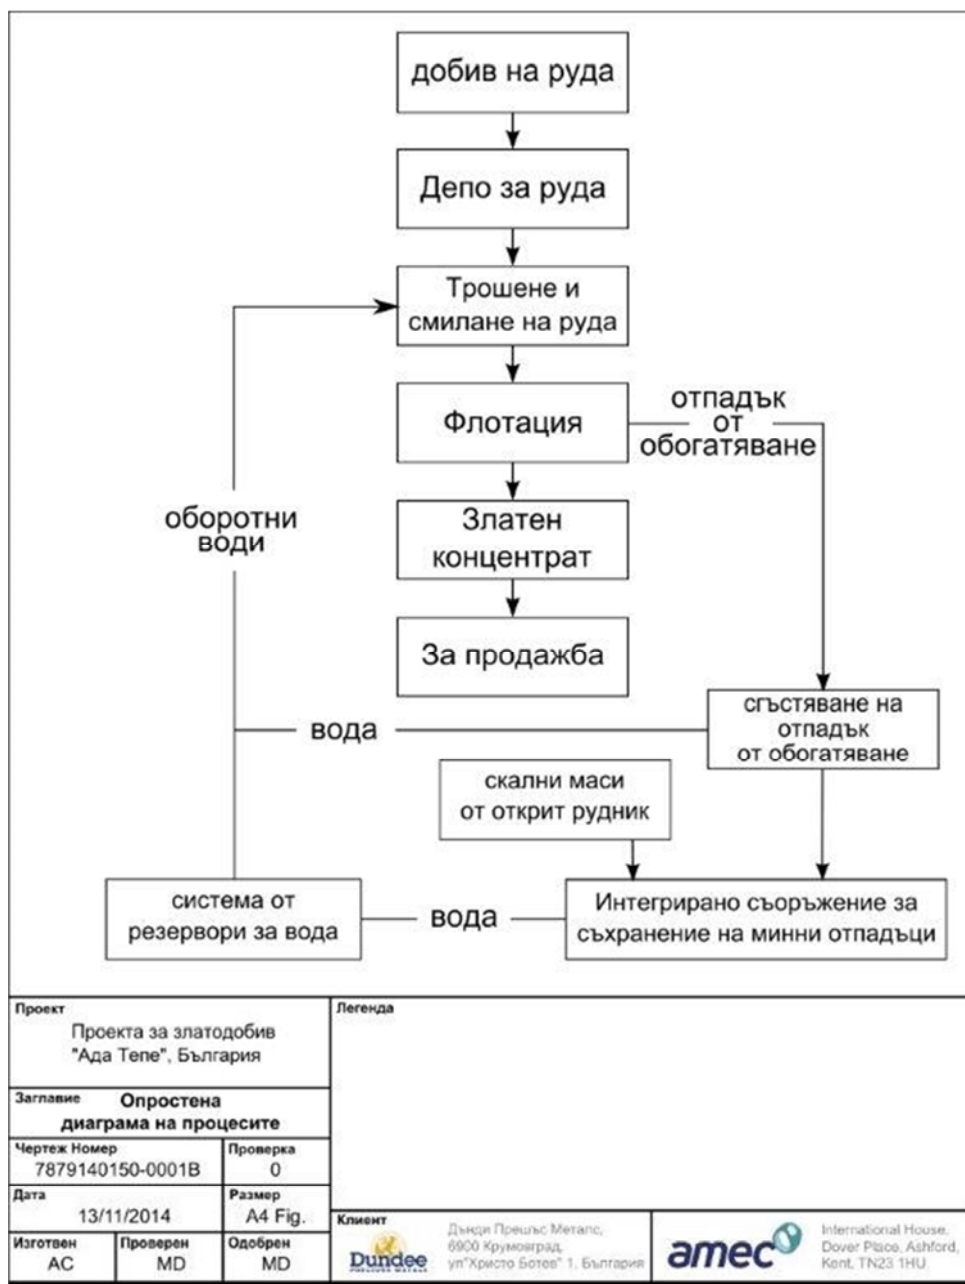 добив на руда
Депо за руда
Трошене и
смилане на руда
Флотация
отпадък
от
обогатяване
оборотни
води
Златен
концентрат
За продажба
сгъстяване на
отпадък
от обогатяване
вода
скални маси
от открит рудник
система от
резервори за вода
вода
Интегрирано съоръжение за
съхранение на минни отпадъци
Проект
Проекта за златодобив
"Ада Тепе", България
Легенда
Заглавие
Опростена
диаграма на процесите
Чертеж Номер
7879140150-0001B
Проверка
0
Дата
13/11/2014
Размер
A4 Fig.
Изготвен
AC
Проверен
MD
Одобрен
MD
Клиент
Dundee
PRECIOUS METALS
Дънди Прешъс Металс,
6900 Крумовград,
ул"Христо Ботев" 1, България
amec
International House,
Dover Place, Ashford,
Kent, TN23 1HU